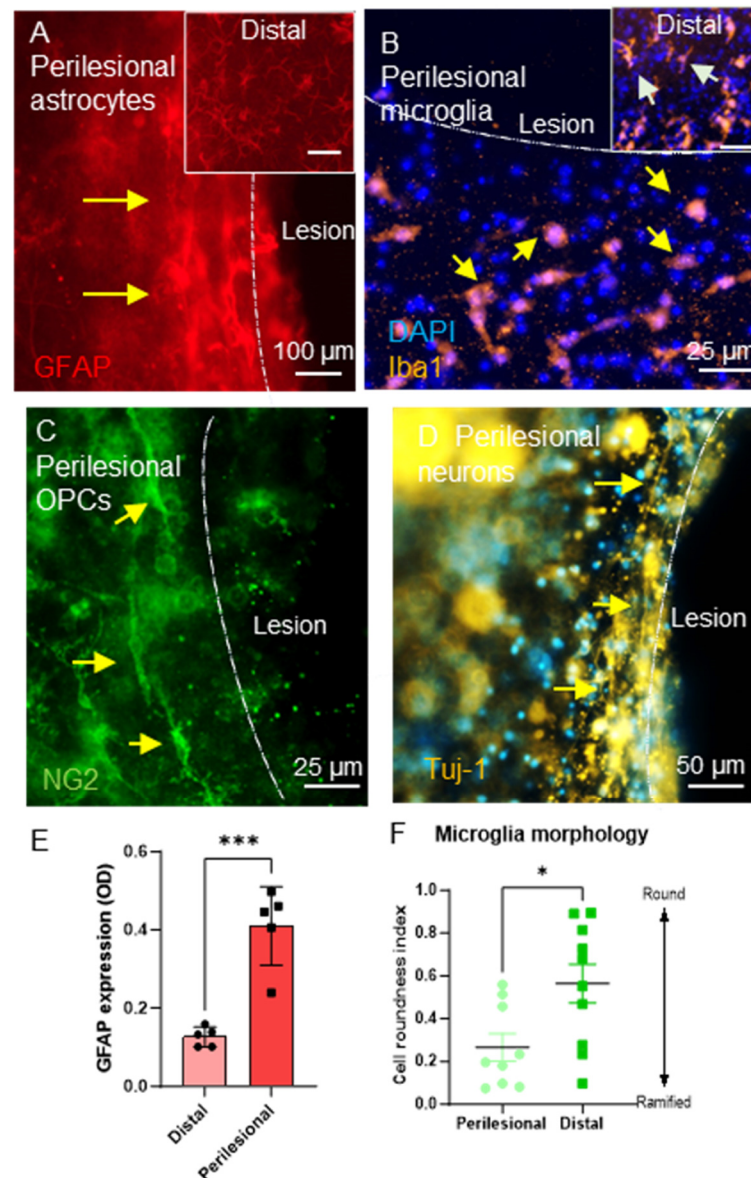 A
Perilesional
astrocytes
Distal
Lesion
100 µm
GFAP
B
Perilesional
microglia
Distal
Lesion
DAPI
Iba1
25 µm
C
Perilesional
OPCs
Lesion
NG2
25 µm
D Perilesional
neurons
Lesion
Tuj-1
50 µm
E
***
GFAP expression (OD)
0.6
0.4
0.2
0.0
Distal
Perilesional
F Microglia morphology
*
Cell roundness index
1.0
0.8
0.6
0.4
0.2
0.0
Perilesional Distal
Round
Ramified